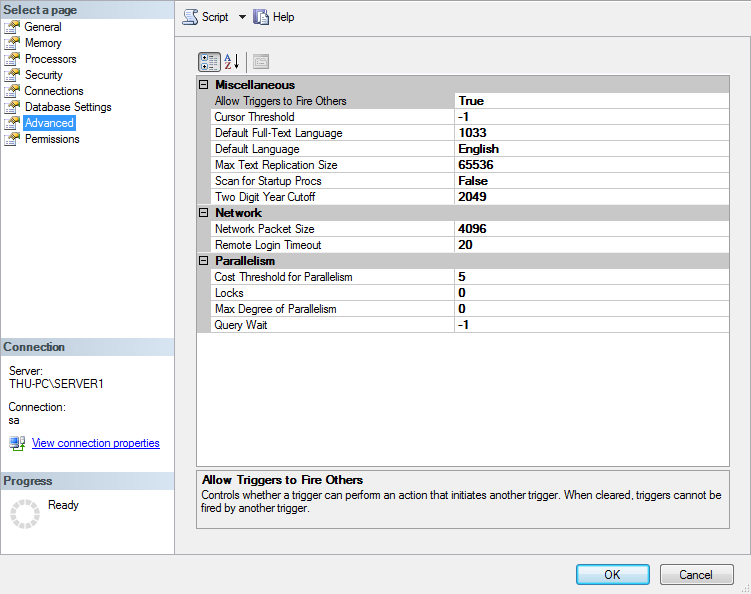 Select a page
General
Memory
Processors
Security
Connections
Database Settings
Advanced
Permissions
Connection
Server:
THU-PC\SERVER1
Connection:
sa
View connection properties
Progress
Ready
Script Help
Miscellaneous
Allow Triggers to Fire Others True
Cursor Threshold -1
Default Full-Text Language 1033
Default Language English
Max Text Replication Size 65536
Scan for Startup Procs False
Two Digit Year Cutoff 2049
Network
Network Packet Size 4096
Remote Login Timeout 20
Parallelism
Cost Threshold for Parallelism 5
Locks 0
Max Degree of Parallelism 0
Query Wait -1
Allow Triggers to Fire Others
Controls whether a trigger can perform an action that initiates another trigger. When cleared, triggers cannot be
fired by another trigger.
OK Cancel